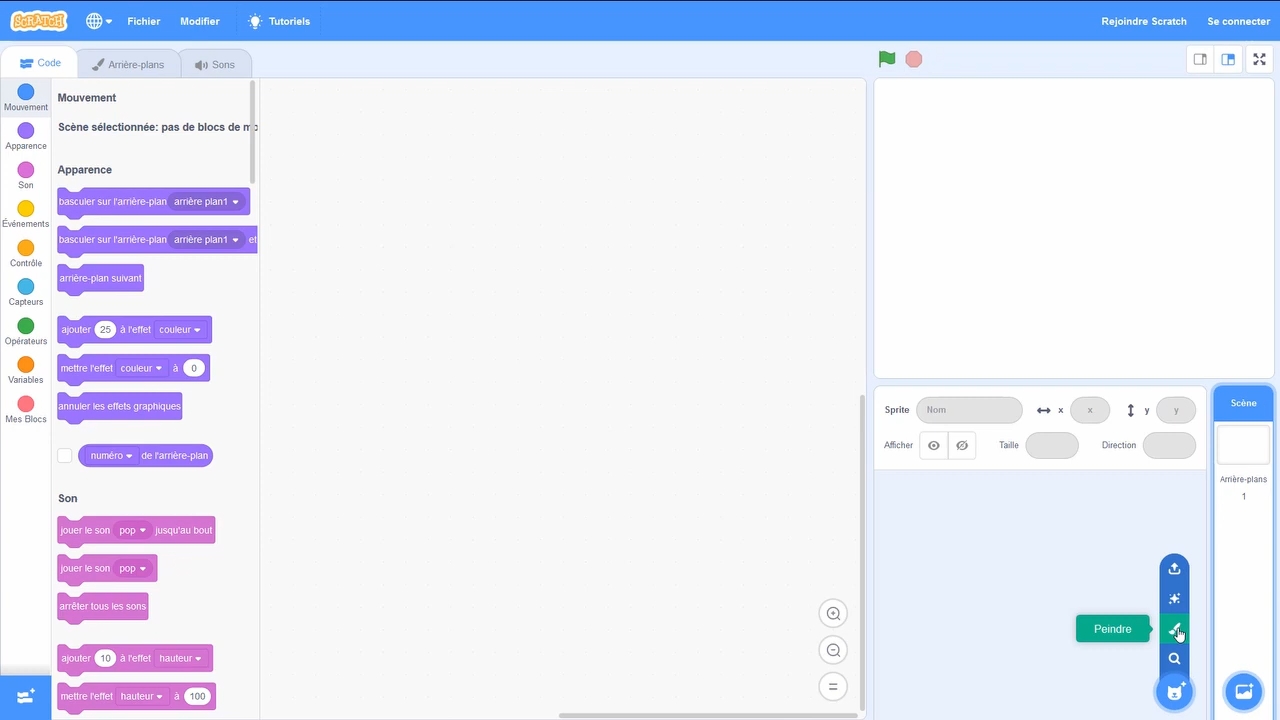 SCRATCH
Fichier
Modifier
Tutoriels
Rejoindre Scratch
Se connecter
Code
Arrière-plans
Sons
Mouvement
Apparence
Son
Événements
Contrôle
Capteurs
Opérateurs
Variables
Mes Blocs
Mouvement
Scène sélectionnée: pas de blocs de mo
Apparence
basculer sur l'arrière-plan arrière plan1
basculer sur l'arrière-plan arrière plan1 et
arrière-plan suivant
ajouter 25 à l'effet couleur
mettre l'effet couleur à 0
annuler les effets graphiques
numéro de l'arrière-plan
Son
jouer le son pop jusqu'au bout
jouer le son pop
arrêter tous les sons
ajouter 10 à l'effet hauteur
mettre l'effet hauteur à 100
Sprite Nom x x y y
Afficher Taille Direction
Scène
Arrière-plans
1
Peindre